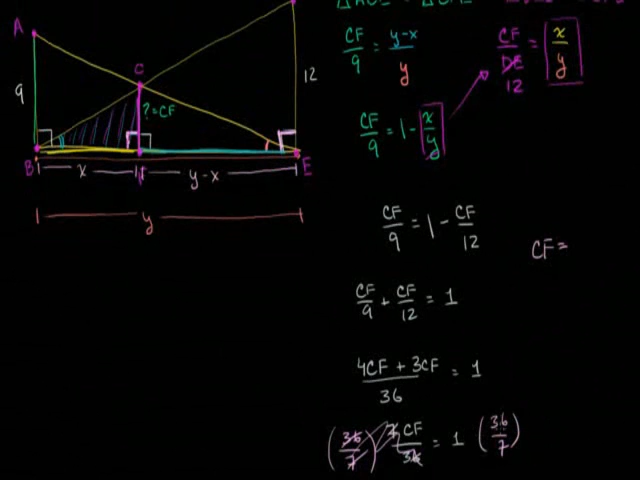 A
9
C
? = CF
12
B
E
x
y-x
y
CF/9 = y-x/y
CF/DE 12 = x/y
CF/9 = 1 - x/y
CF/9 = 1 - CF/12
CF =
CF/9 + CF/12 = 1
4CF + 3CF/36 = 1
(36/7) 7CF/36 = 1 (36/7)